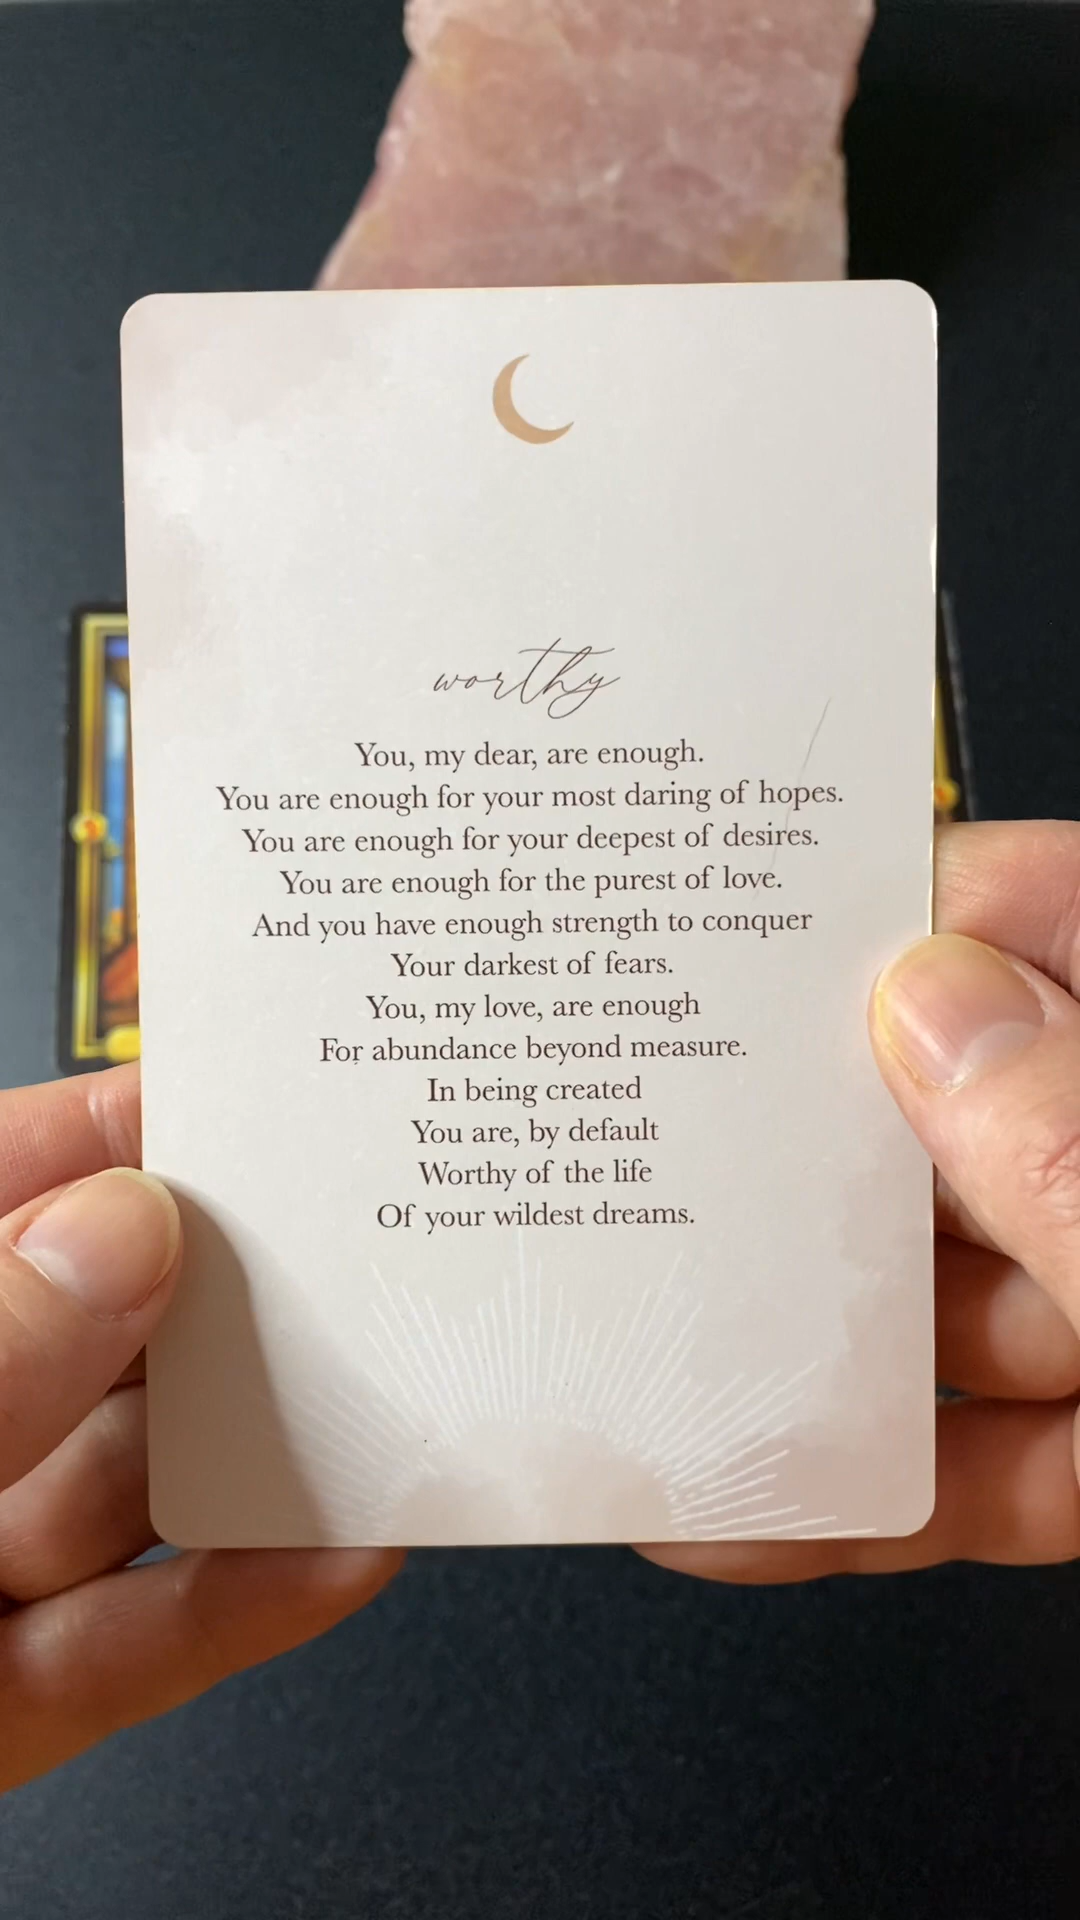 worthy
You, my dear, are enough.
You are enough for your most daring of hopes.
You are enough for your deepest of desires.
You are enough for the purest of love.
And you have enough strength to conquer
Your darkest of fears.
You, my love, are enough
For abundance beyond measure.
In being created
You are, by default
Worthy of the life
Of your wildest dreams.